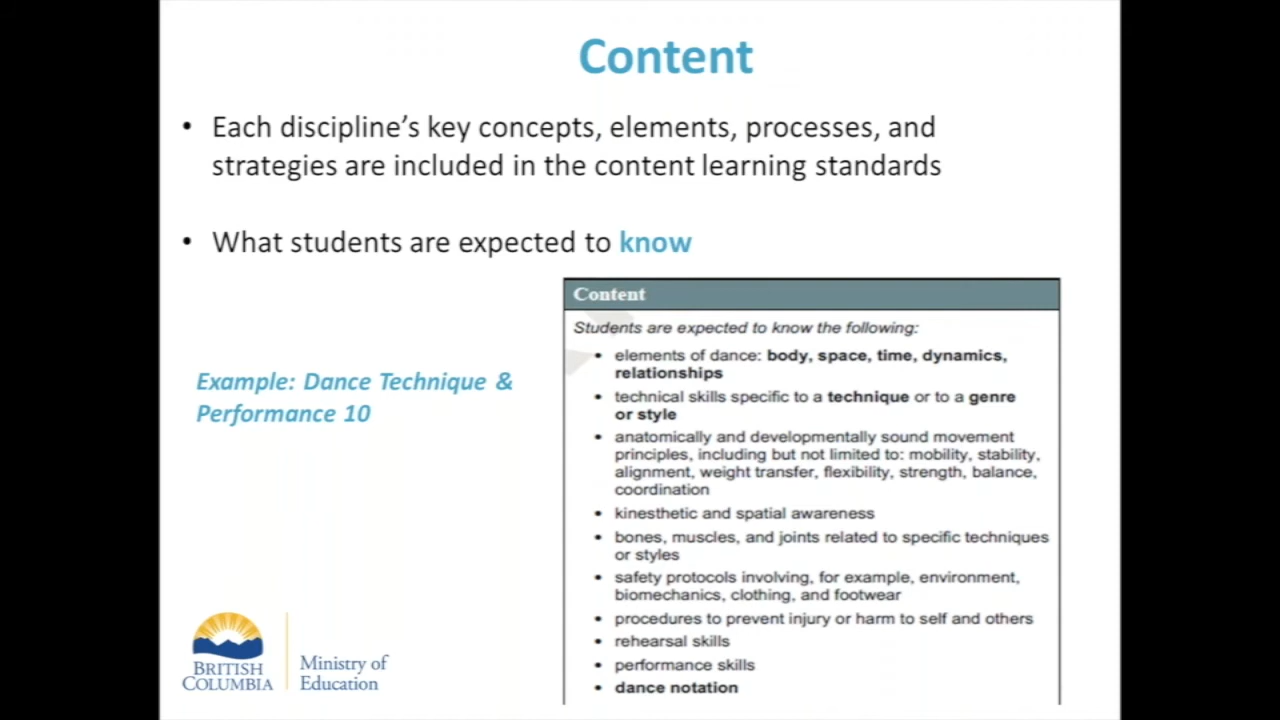 Content
• Each discipline's key concepts, elements, processes, and
strategies are included in the content learning standards
• What students are expected to know
Example: Dance Technique &
Performance 10
Content
Students are expected to know the following:
• elements of dance: body, space, time, dynamics,
relationships
• technical skills specific to a technique or to a genre
or style
• anatomically and developmentally sound movement
principles, including but not limited to: mobility, stability,
alignment, weight transfer, flexibility, strength, balance,
coordination
• kinesthetic and spatial awareness
• bones, muscles, and joints related to specific techniques
or styles
• safety protocols involving, for example, environment,
biomechanics, clothing, and footwear
• procedures to prevent injury or harm to self and others
• rehearsal skills
• performance skills
• dance notation
BRITISH
COLUMBIA
Ministry of
Education